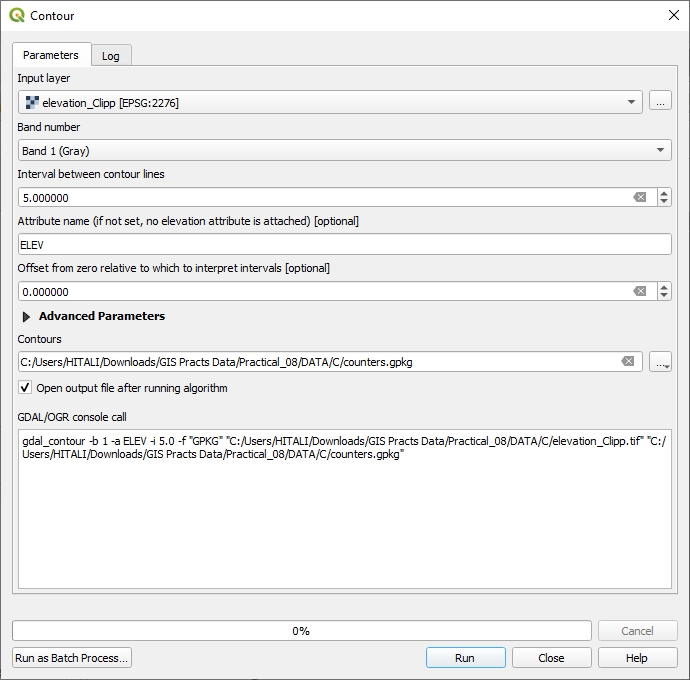 Contour
Parameters
Log
Input layer
elevation_Clipp [EPSG:2276]
...
Band number
Band 1 (Gray)
Interval between contour lines
5.000000
Attribute name (if not set, no elevation attribute is attached) [optional]
ELEV
Offset from zero relative to which to interpret intervals [optional]
0.000000
Advanced Parameters
Contours
C:/Users/HITALI/Downloads/GIS Practs Data/Practical_08/DATA/C/counters.gpkg
...
Open output file after running algorithm
GDAL/OGR console call
gdal_contour -b 1 -a ELEV -i 5.0 -f "GPKG" "C:/Users/HITALI/Downloads/GIS Practs Data/Practical_08/DATA/C/elevation_Clipp.tif" "C:/
Users/HITALI/Downloads/GIS Practs Data/Practical_08/DATA/C/counters.gpkg"
0%
Cancel
Run as Batch Process...
Run
Close
Help